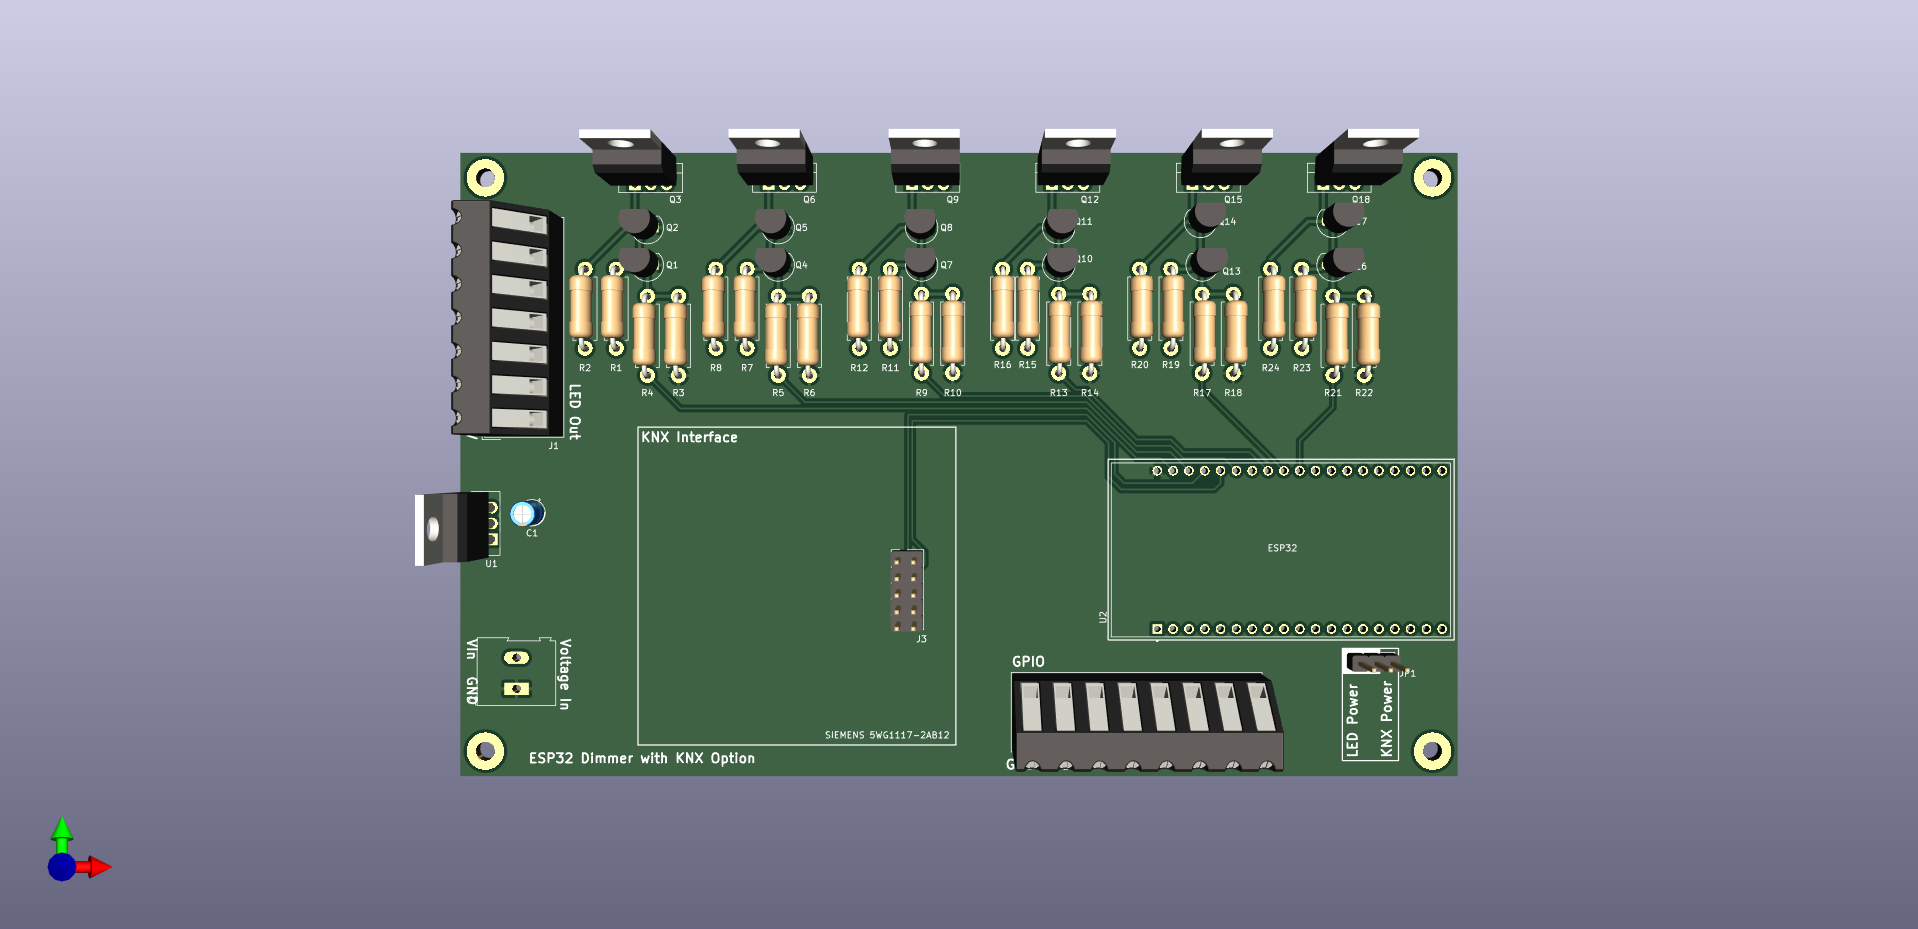 Q3 Q6 Q9 Q12 Q15 Q18
Q2 Q5 Q8 Q11 Q14
Q1 Q4 Q7 Q10 Q13
R2 R1 R8 R7 R12 R11 R16 R15 R20 R19 R24 R23
R4 R3 R5 R6 R9 R10 R13 R14 R17 R18 R21 R22
LED Out
J1
KNX Interface
C1
U1
ESP32
U2
J3
Vin
GND
Voltage In
GPIO
LED Power
KNX Power
SIEMENS 5WG1117-2AB12
ESP32 Dimmer with KNX Option